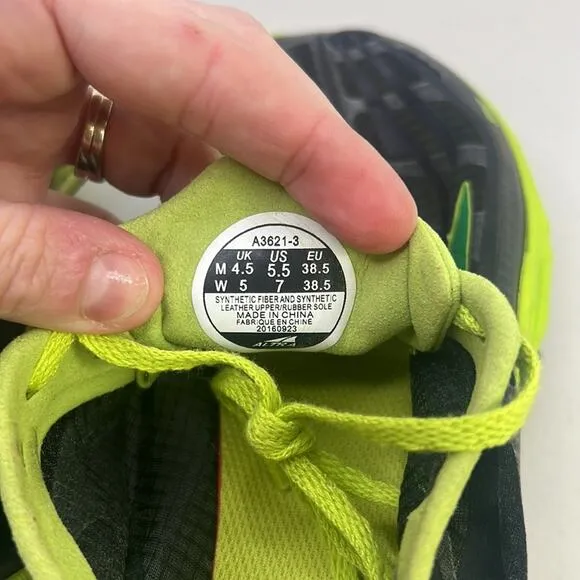 A3621-3
UK US EU
M 4.5 5.5 38.5
W 5 7 38.5
SYNTHETIC FIBER AND SYNTHETIC
LEATHER UPPER/RUBBER SOLE
MADE IN CHINA
FABRIQUE EN CHINE
20160923
ALTRA